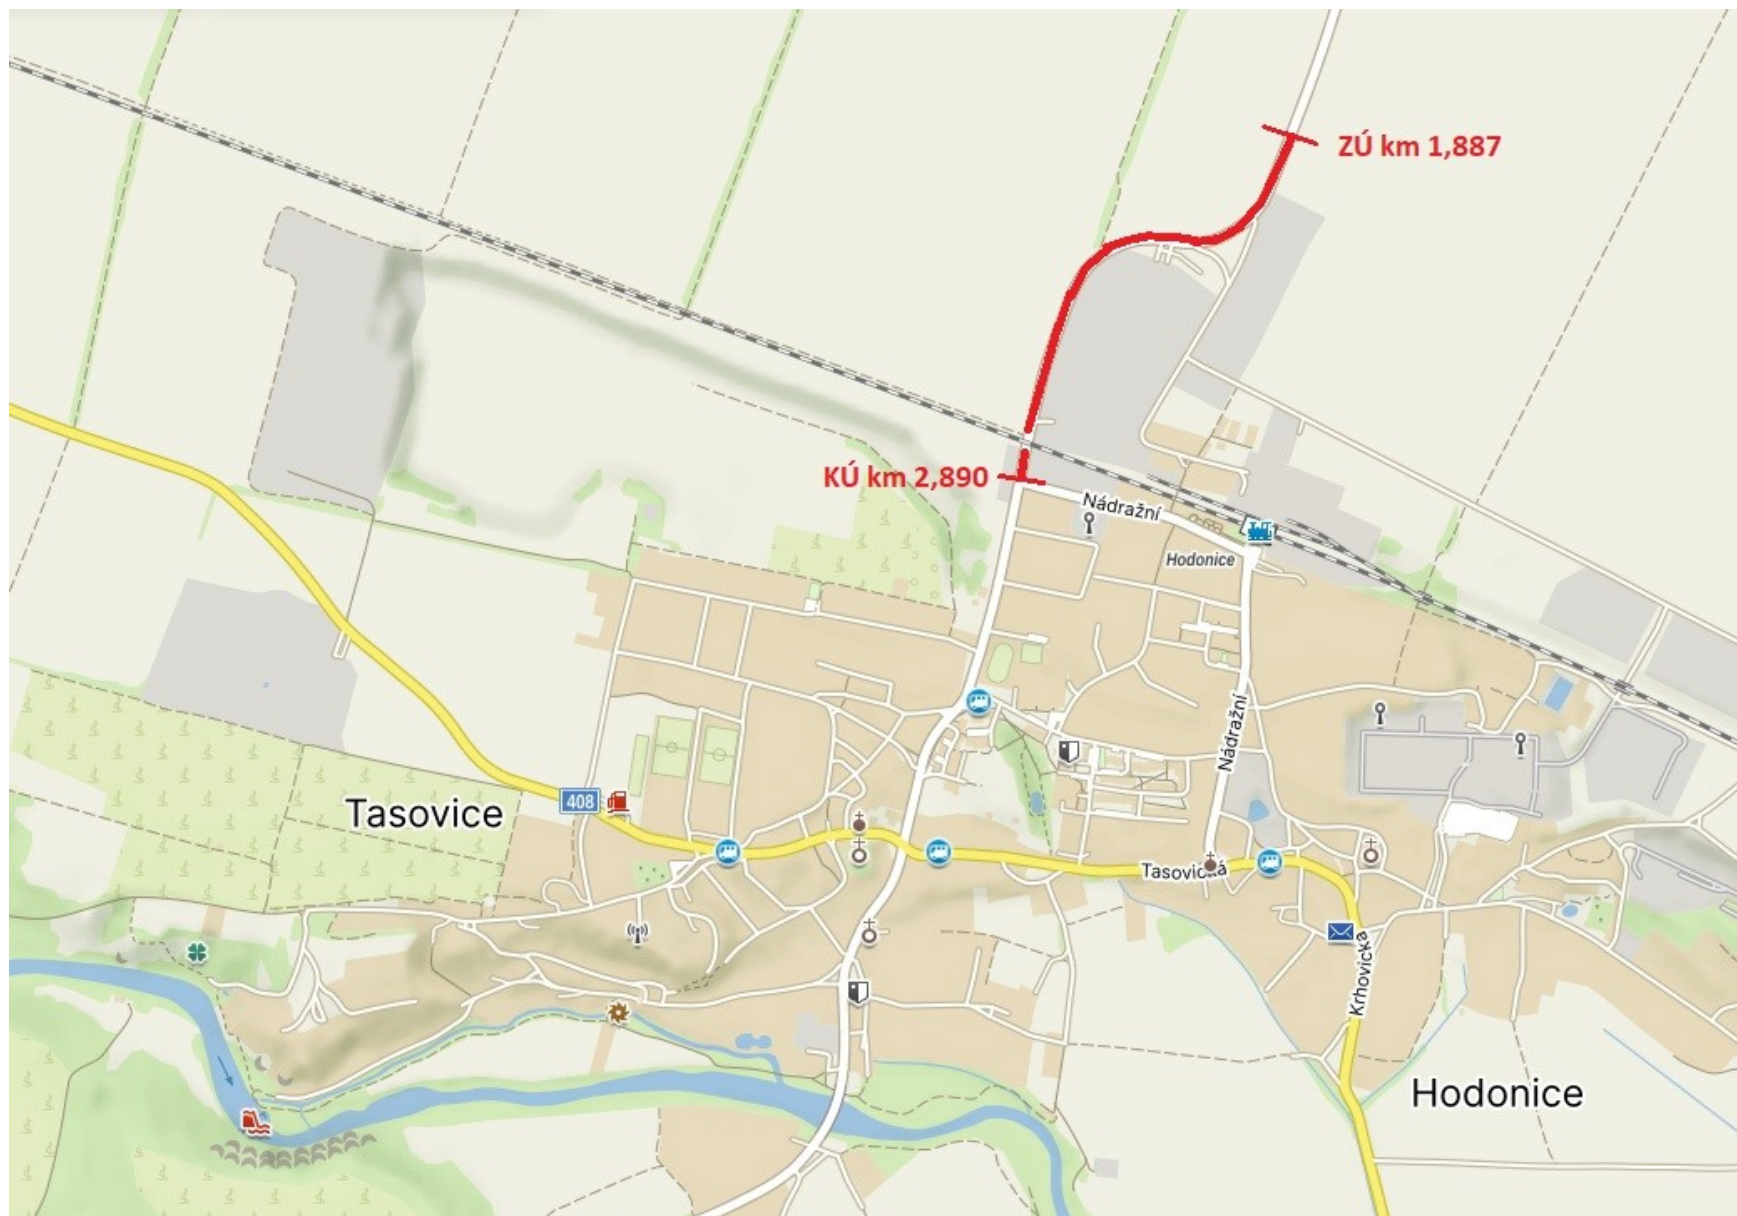 ZÚ km 1,887
KÚ km 2,890
Nádražní
Hodonice
Nádražní
408
Tasovice
Tasovická
Krhovická
Hodonice